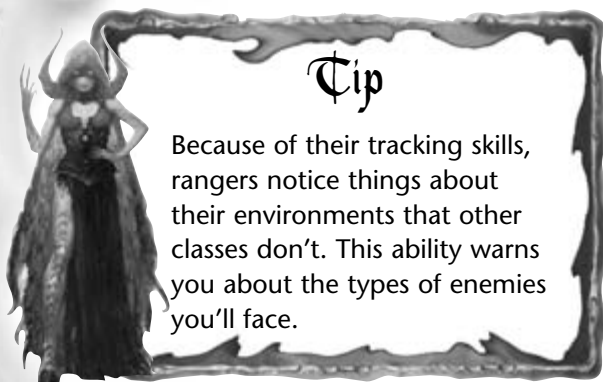 Tip
Because of their tracking skills,
rangers notice things about
their environments that other
classes don't. This ability warns
you about the types of enemies
you'll face.